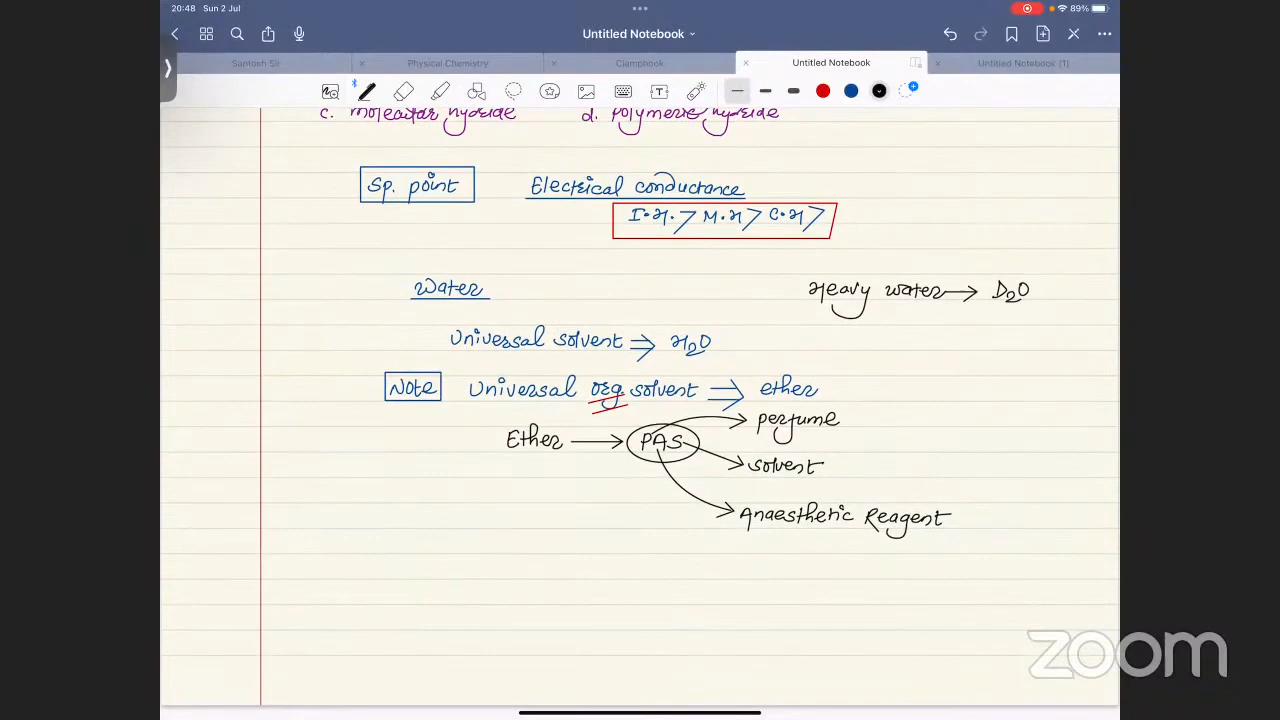 20:48 Sun 2 Jul
89%
Untitled Notebook
Santosh Sir
Physical Chemistry
Clamphook
Untitled Notebook
Untitled Notebook (1)
c. molecular hydride d. polymeric hydride
Sp. point Electrical conductance
I.H. > M.H > C.H >
Water Heavy water → D2O
Universal solvent ⇒ H2O
Note Universal org. solvent ⇒ ether
perfume
Ether → PAS
solvent
Anaesthetic Reagent
zoom